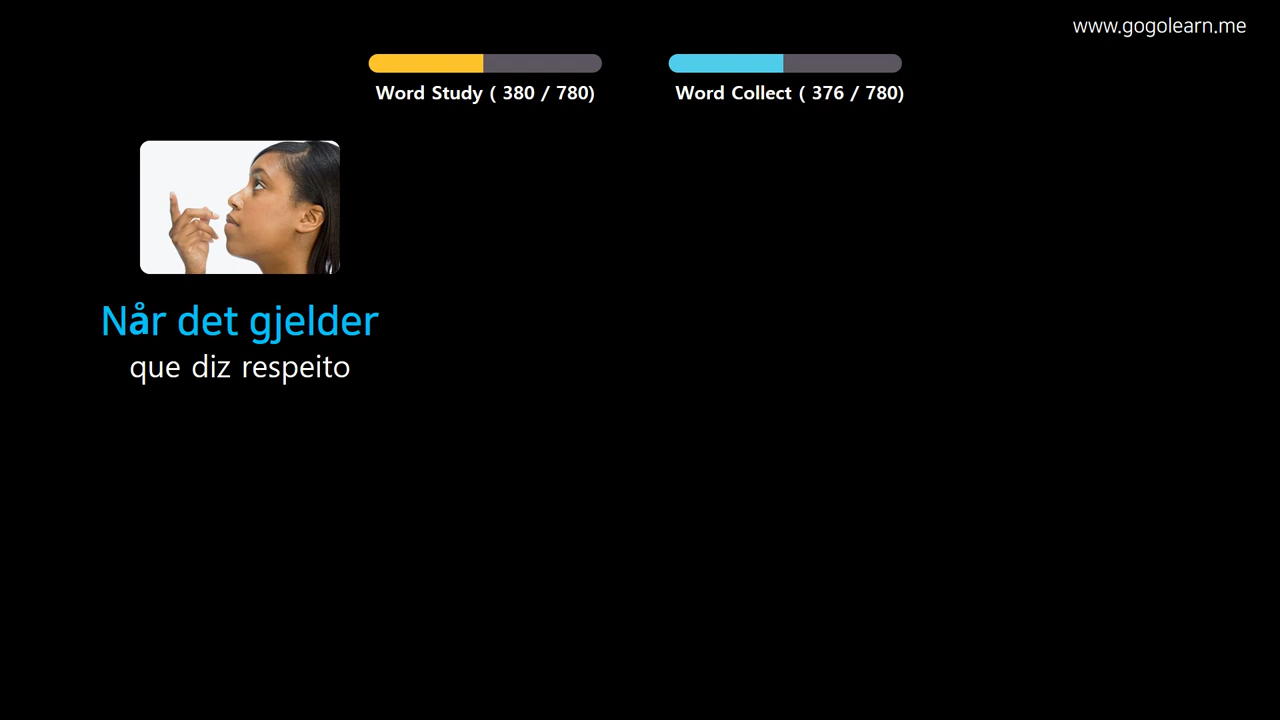 www.gogolearn.me
Word Study ( 380 / 780)
Word Collect ( 376 / 780)
Når det gjelder
que diz respeito